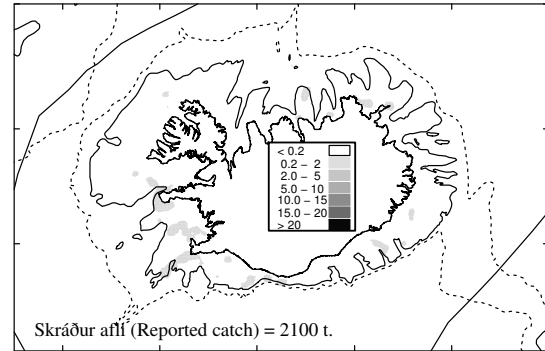 < 0.2
0.2 – 2
2.0 – 5
5.0 – 10
10.0 – 15
15.0 – 20
> 20
Skráður afli (Reported catch) = 2100 t.